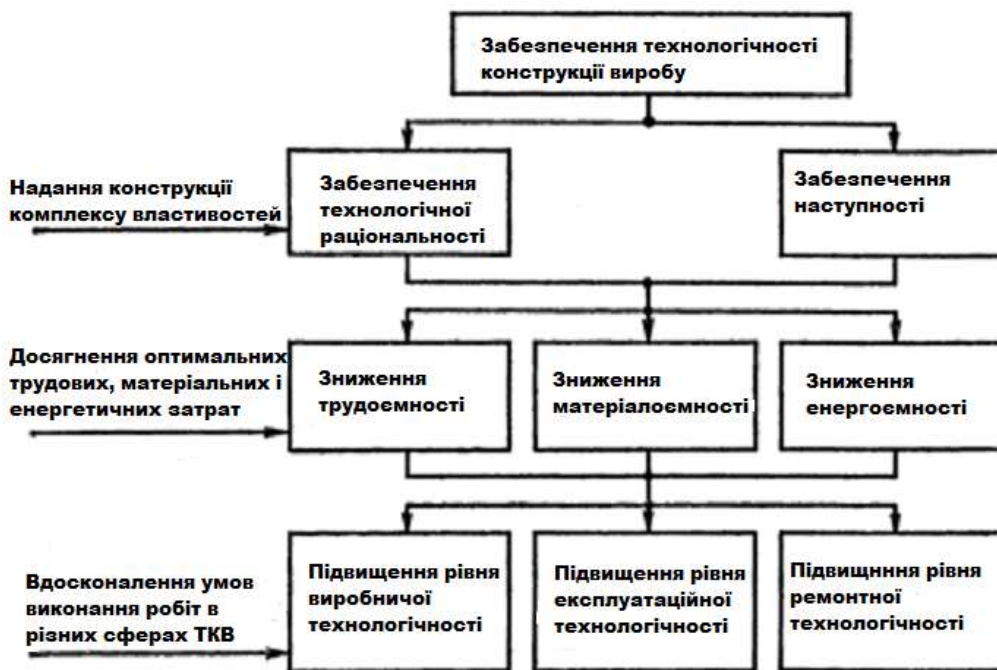 Забезпечення технологічності
конструкції виробу
Надання конструкції
комплексу властивостей
Забезпечення
технологічної
раціональності
Забезпечення
наступності
Досягнення оптимальних
трудових, матеріальних і
енергетичних затрат
Зниження
трудоємності
Зниження
матеріалоємності
Зниження
енергоємності
Вдосконалення умов
виконання робіт в
різних сферах ТКВ
Підвищення рівня
виробничої
технологічності
Підвищення рівня
експлуатаційної
технологічності
Підвищнння рівня
ремонтної
технологічності